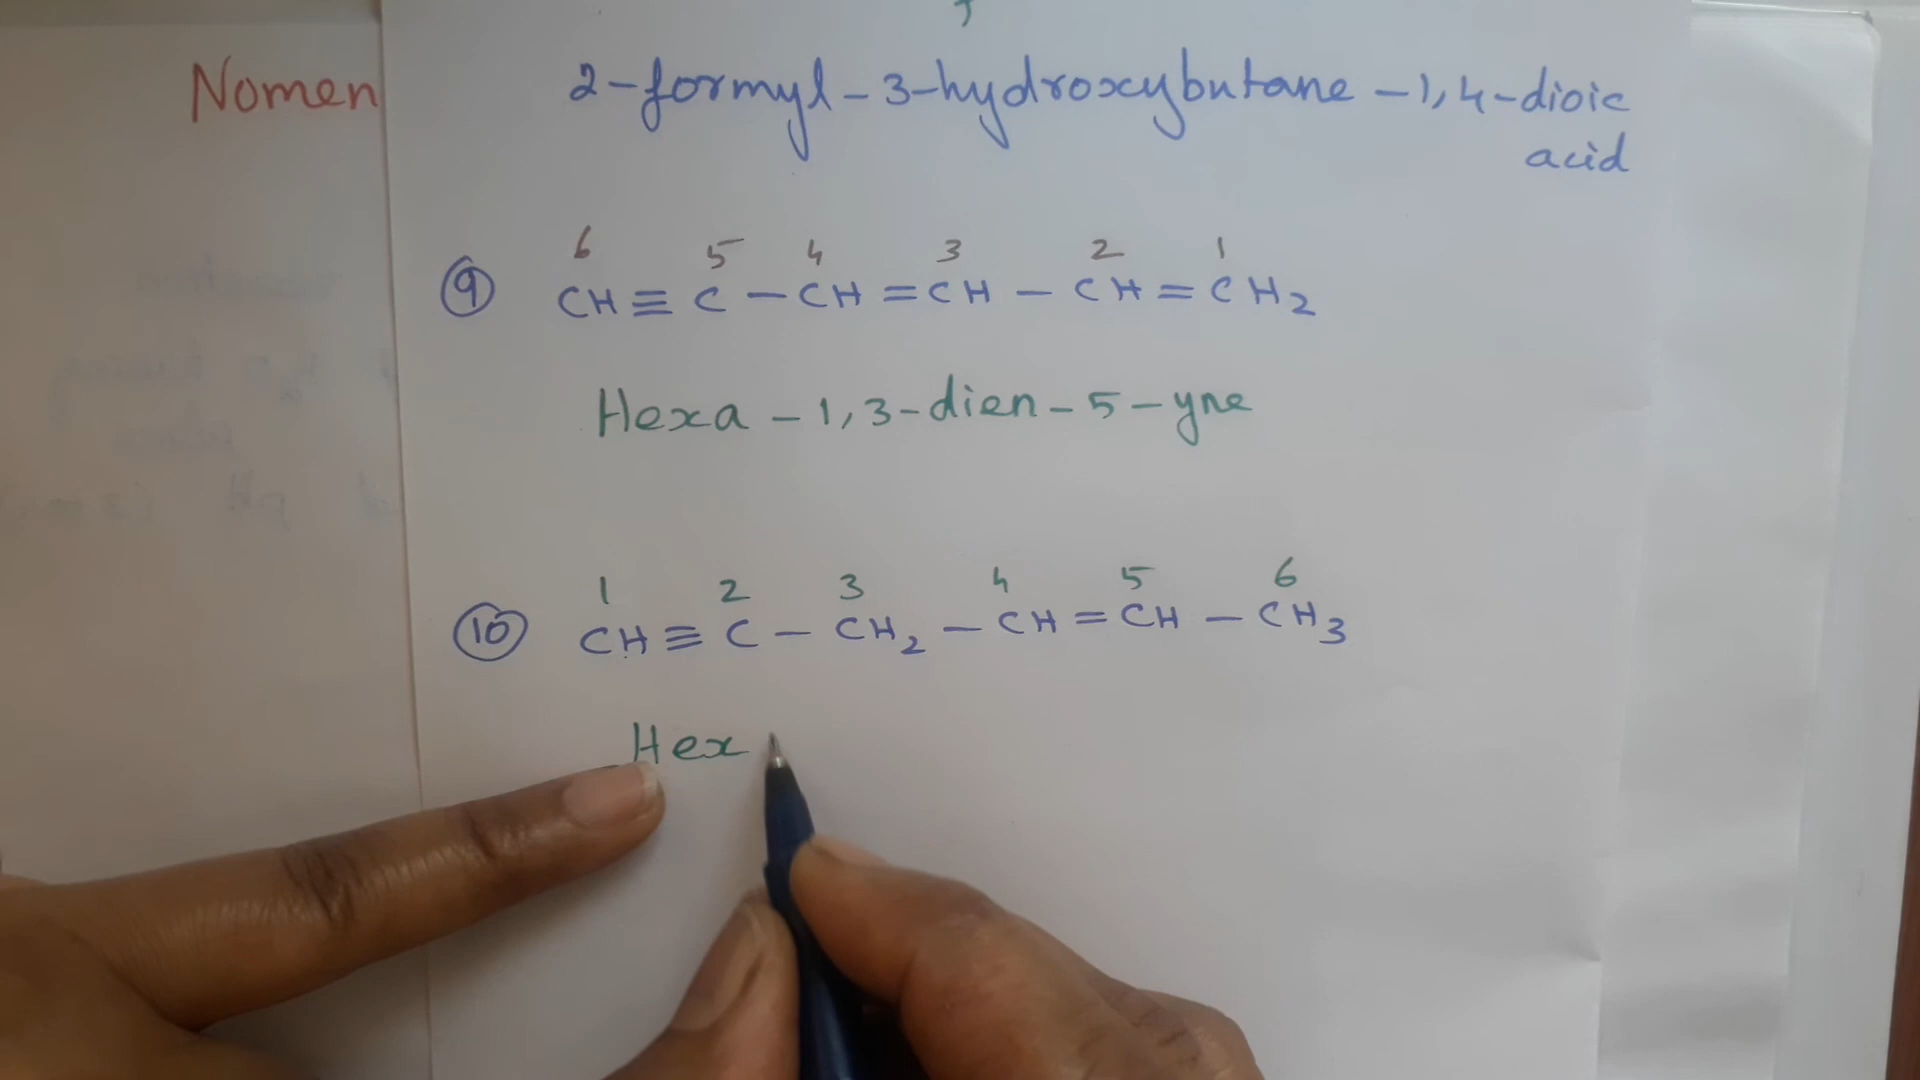 Nomen
2-formyl-3-hydroxybutane-1,4-dioic
acid
6 5 4 3 2 1
9 CH≡C-CH=CH-CH=CH2
Hexa-1,3-dien-5-yne
1 2 3 4 5 6
10 CH≡C-CH2-CH=CH-CH3
Hex